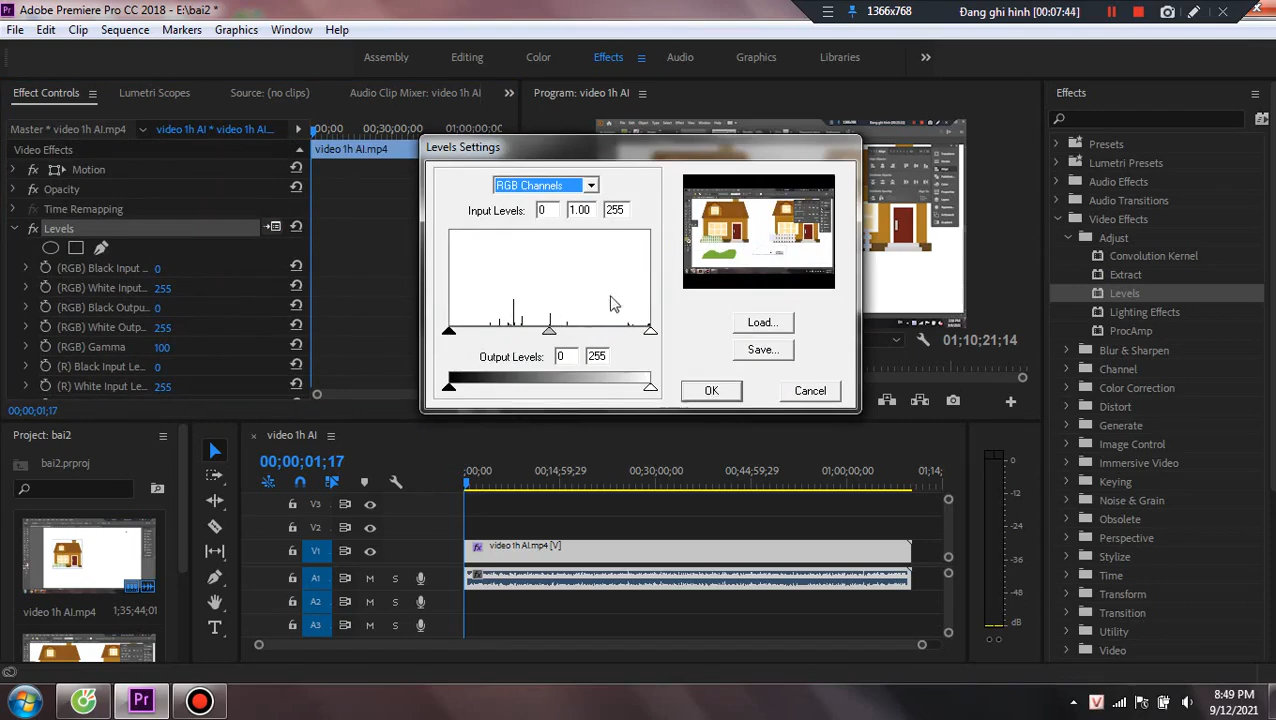 Adobe Premiere Pro CC 2018 - E:\bai2 *
1366x768
Đang ghi hình [00:07:44]
File Edit Clip Sequence Markers Graphics Window Help
Assembly Editing Color Effects Audio Graphics Libraries
Effect Controls Lumetri Scopes Source: (no clips) Audio Clip Mixer: video 1h AI
Program: video 1h AI
Effects
Master * video 1h AI.mp4
video 1h AI * video 1h AI...
00;00 00;30;00;00 01;00;00;00
Video Effects
video 1h AI.mp4
fx Motion
fx Opacity
Time Remapping
fx Levels
(RGB) Black Input ... 0
(RGB) White Input... 255
(RGB) Black Outpu... 0
(RGB) White Outp... 255
(RGB) Gamma 100
(R) Black Input Le... 0
(R) White Input Le... 255
00;00;01;17
Levels Settings
RGB Channels
Input Levels: 0 1.00 255
Output Levels: 0 255
Load...
Save...
OK
Cancel
01;10;21;14
Presets
Lumetri Presets
Audio Effects
Audio Transitions
Video Effects
Adjust
Convolution Kernel
Extract
Levels
Lighting Effects
ProcAmp
Blur & Sharpen
Channel
Color Correction
Distort
Generate
Image Control
Immersive Video
Keying
Noise & Grain
Obsolete
Perspective
Stylize
Time
Transform
Transition
Utility
Video
Project: bai2
bai2.prproj
video 1h AI.mp4 1;35;44;01
video 1h AI
00;00;01;17
;00;00 00;14;59;29 00;30;00;00 00;44;59;29 01;00;00;00 01;14;
V3
V2
V1
fx video 1h AI.mp4 [V]
A1 M S
A2 M S
A3 M S
0
-12
-24
-36
-48
dB
8:49 PM
9/12/2021